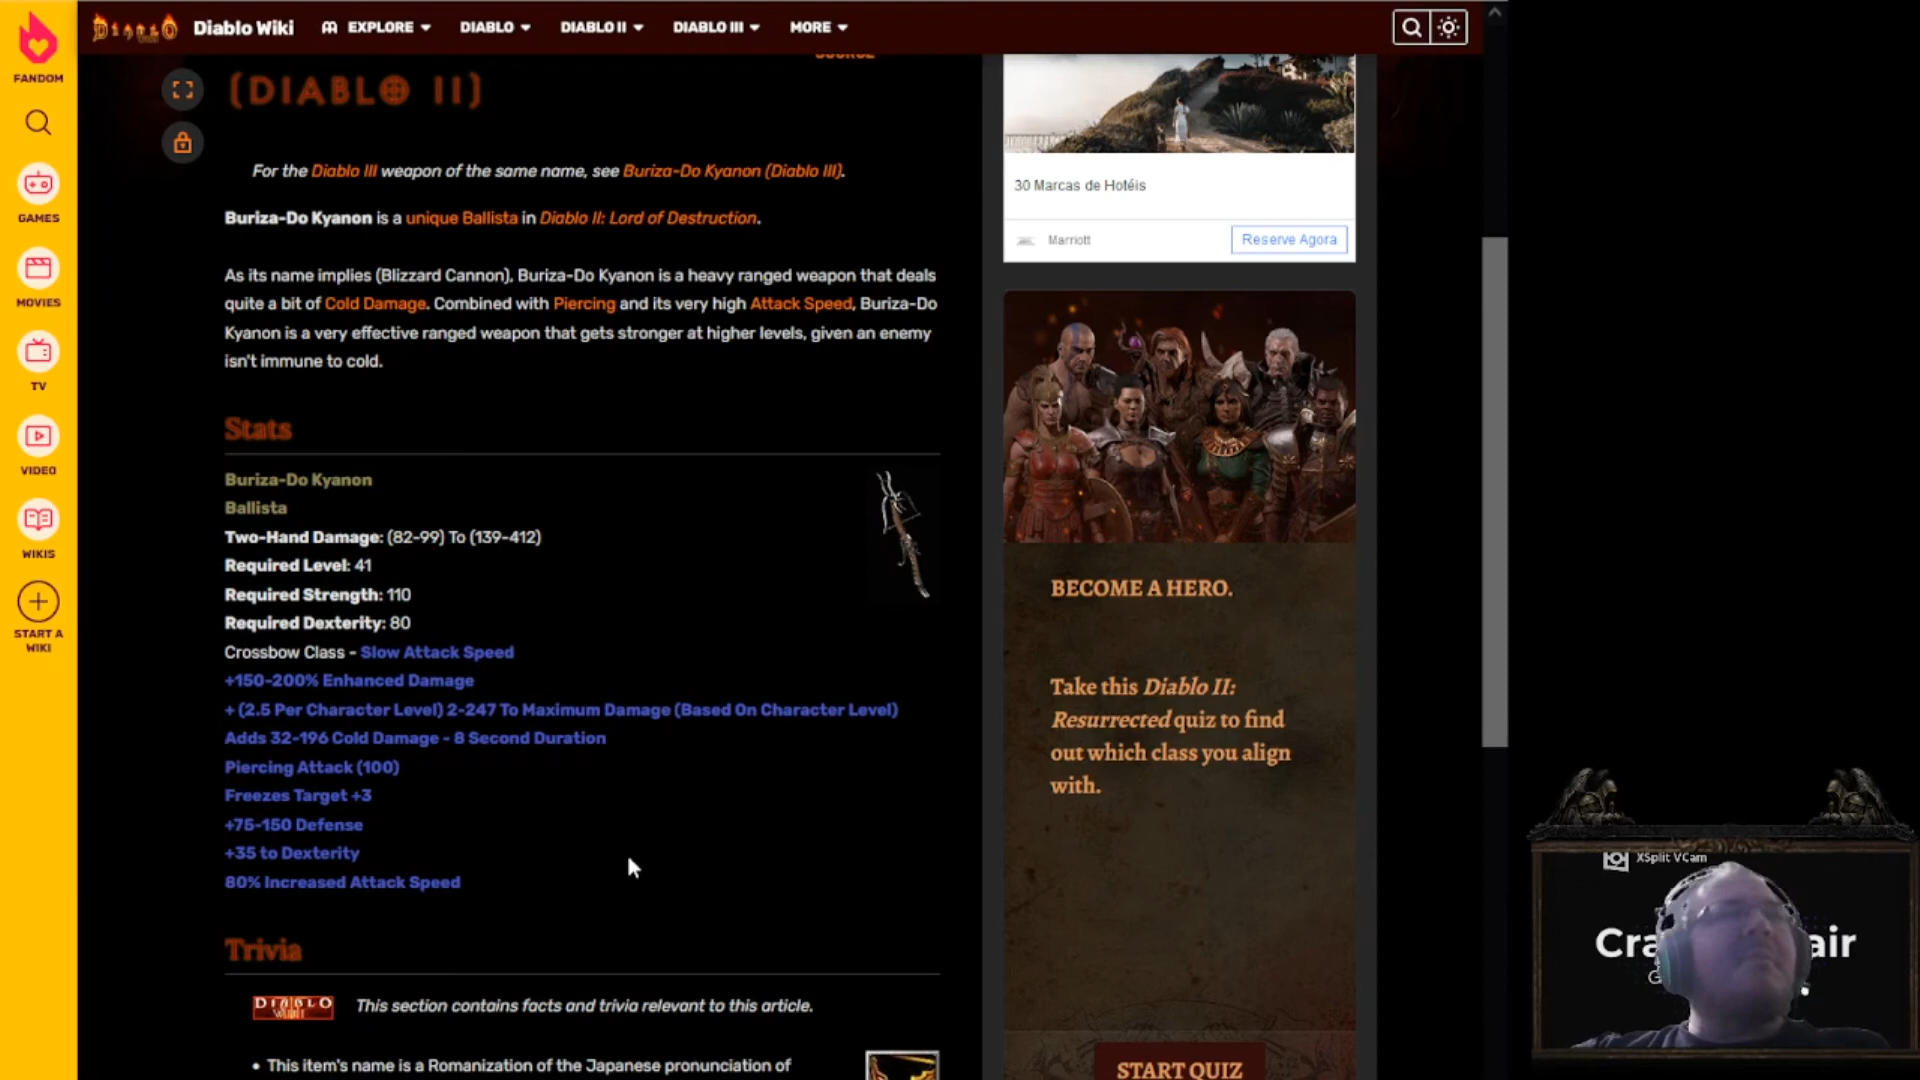 FANDOM
GAMES
MOVIES
TV
VIDEO
WIKIS
START A
WIKI
DIABLO
Diablo Wiki
EXPLORE
DIABLO
DIABLO II
DIABLO III
MORE
SOURCE
(DIABLO II)
For the Diablo III weapon of the same name, see Buriza-Do Kyanon (Diablo III).
Buriza-Do Kyanon is a unique Ballista in Diablo II: Lord of Destruction.
As its name implies (Blizzard Cannon), Buriza-Do Kyanon is a heavy ranged weapon that deals
quite a bit of Cold Damage. Combined with Piercing and its very high Attack Speed, Buriza-Do
Kyanon is a very effective ranged weapon that gets stronger at higher levels, given an enemy
isn't immune to cold.
Stats
Buriza-Do Kyanon
Ballista
Two-Hand Damage: (82-99) To (139-412)
Required Level: 41
Required Strength: 110
Required Dexterity: 80
Crossbow Class - Slow Attack Speed
+150-200% Enhanced Damage
+ (2.5 Per Character Level) 2-247 To Maximum Damage (Based On Character Level)
Adds 32-196 Cold Damage - 8 Second Duration
Piercing Attack (100)
Freezes Target +3
+75-150 Defense
+35 to Dexterity
80% Increased Attack Speed
Trivia
DIABLO
WIKI
This section contains facts and trivia relevant to this article.
• This item's name is a Romanization of the Japanese pronunciation of
30 Marcas de Hotéis
Marriott
Reserve Agora
BECOME A HERO.
Take this Diablo II:
Resurrected quiz to find
out which class you align
with.
START QUIZ
XSplit VCam
Cra
air
G